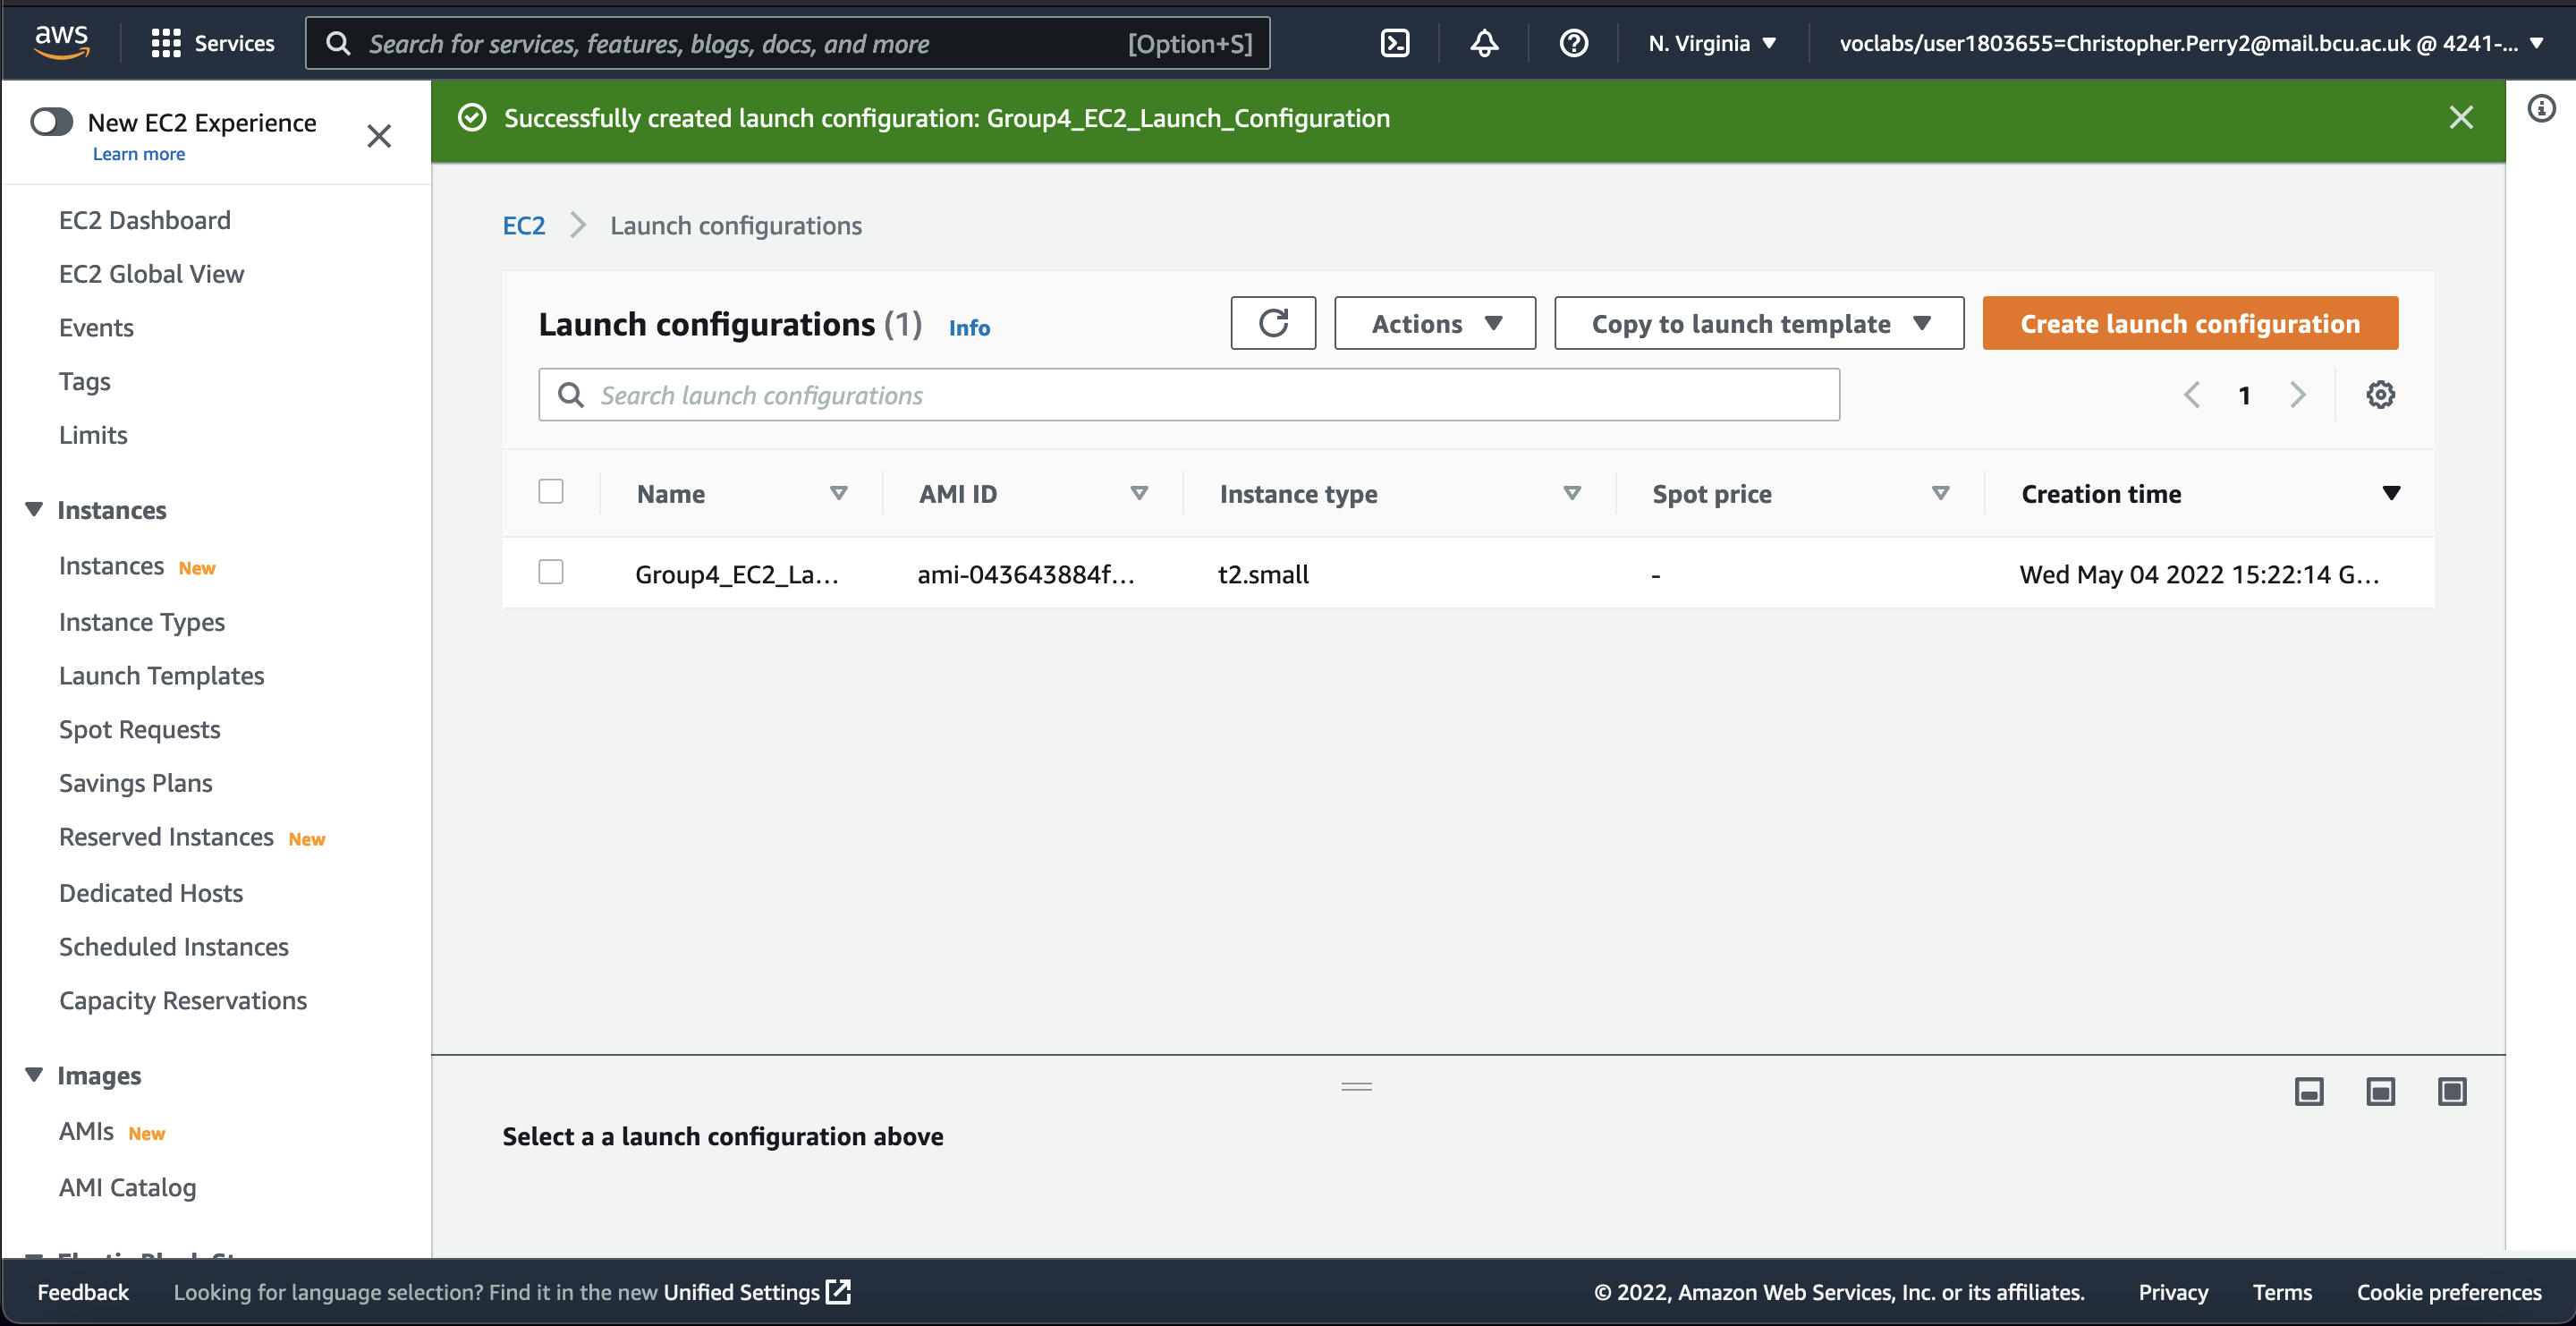 aws
Services
Search for services, features, blogs, docs, and more [Option+S]
N. Virginia
voclabs/user1803655=Christopher.Perry2@mail.bcu.ac.uk @ 4241-...
New EC2 Experience
Learn more
Successfully created launch configuration: Group4_EC2_Launch_Configuration
EC2 Dashboard
EC2 Global View
Events
Tags
Limits
Instances
Instances New
Instance Types
Launch Templates
Spot Requests
Savings Plans
Reserved Instances New
Dedicated Hosts
Scheduled Instances
Capacity Reservations
Images
AMIs New
AMI Catalog
EC2 > Launch configurations
Launch configurations (1) Info
Actions
Copy to launch template
Create launch configuration
Search launch configurations
1
Name AMI ID Instance type Spot price Creation time
Group4_EC2_La... ami-043643884f... t2.small - Wed May 04 2022 15:22:14 G...
Select a a launch configuration above
Feedback Looking for language selection? Find it in the new Unified Settings
© 2022, Amazon Web Services, Inc. or its affiliates. Privacy Terms Cookie preferences